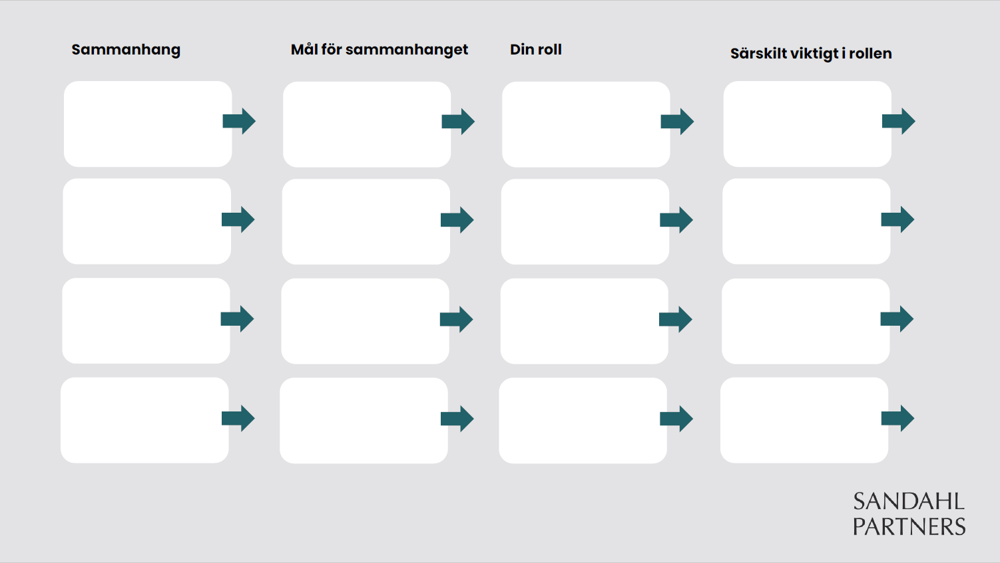 Sammanhang
Mål för sammanhanget
Din roll
Särskilt viktigt i rollen
SANDAHL
PARTNERS